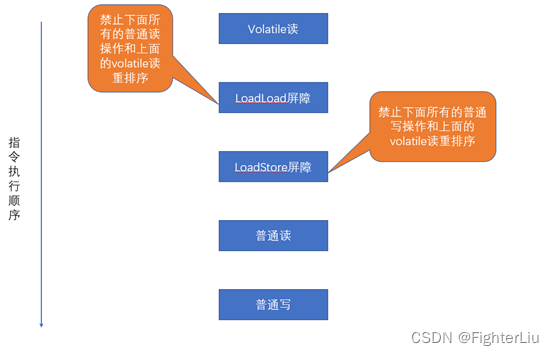 禁止下面所
有的普通读
操作和上面
的volatile读
重排序
Volatile读
LoadLoad屏障
禁止下面所有的普通
写操作和上面的
volatile读重排序
LoadStore屏障
指令执行顺序
普通读
普通写
CSDN @FighterLiu